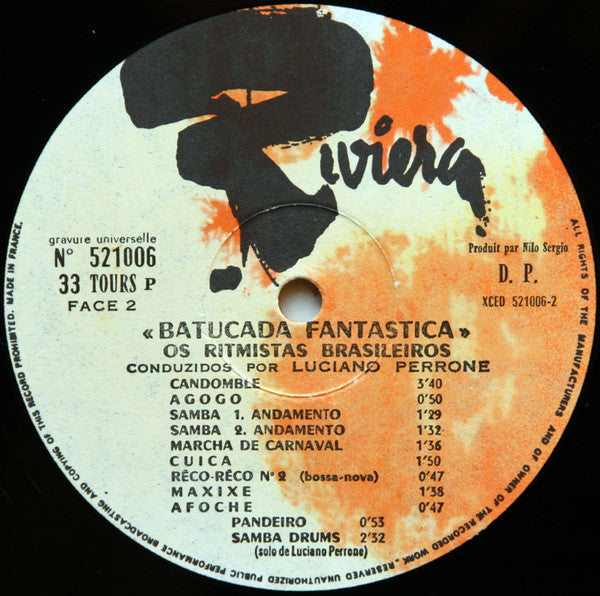 Riviera
gravure universelle
N° 521006
33 TOURS P
FACE 2
Produit par Nilo Sergio
D. P.
XCED 521006-2
«BATUCADA FANTASTICA»
OS RITMISTAS BRASILEIROS
CONDUZIDOS POR LUCIANO PERRONE
CANDOMBLE 3'40
AGOGO 0'50
SAMBA 1. ANDAMENTO 1'29
SAMBA 2. ANDAMENTO 1'32
MARCHA DE CARNAVAL 1'36
CUICA 1'50
RÉCO-RÉCO N° 2 (bossa-nova) 0'47
MAXIXE 1'38
AFOCHE 0'47
PANDEIRO 0'53
SAMBA DRUMS 2'32
(solo de Luciano Perrone)
ALL RIGHTS OF THE MANUFACTURERS AND OF OWNER OF THE RECORDED WORK, RESERVED UNAUTHORIZED PUBLIC PERFORMANCE BROADCASTING AND COPYING OF THIS RECORD PROHIBITED. MADE IN FRANCE.